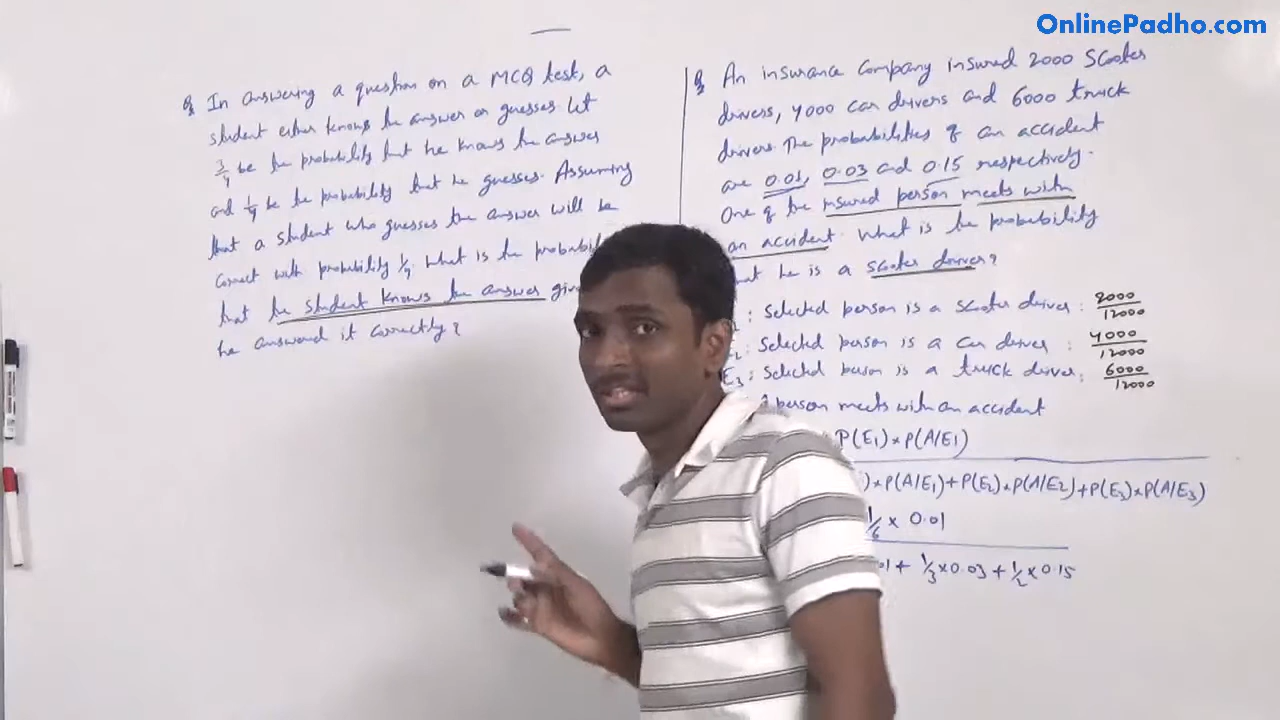 OnlinePadho.com
Q In answering a question on a MCQ test, a
student either knows the answer or guesses. Let
3/4 be the probability that he knows the answer
and 1/4 be the probability that he guesses. Assuming
that a student who guesses the answer will be
correct with probability 1/4. What is the
that the student knows the answer
he answered it correctly?
Q An insurance company insured 2000 scooter
drivers, 4000 car drivers and 6000 truck
drivers. The probabilities of an accident
are 0.01, 0.03 and 0.15 respectively.
One of the insured person meets with
an accident. What is the probability
he is a scooter driver?
: Selected person is a scooter driver : 2000/12000
: Selected person is a car driver : 4000/12000
E3 : Selected person is a truck driver : 6000/12000
person meets with an accident
P(E1) × P(A/E1)
× P(A/E1) + P(E2) × P(A/E2) + P(E3) × P(A/E3)
1/6 × 0.01
+ 1/3 × 0.03 + 1/2 × 0.15